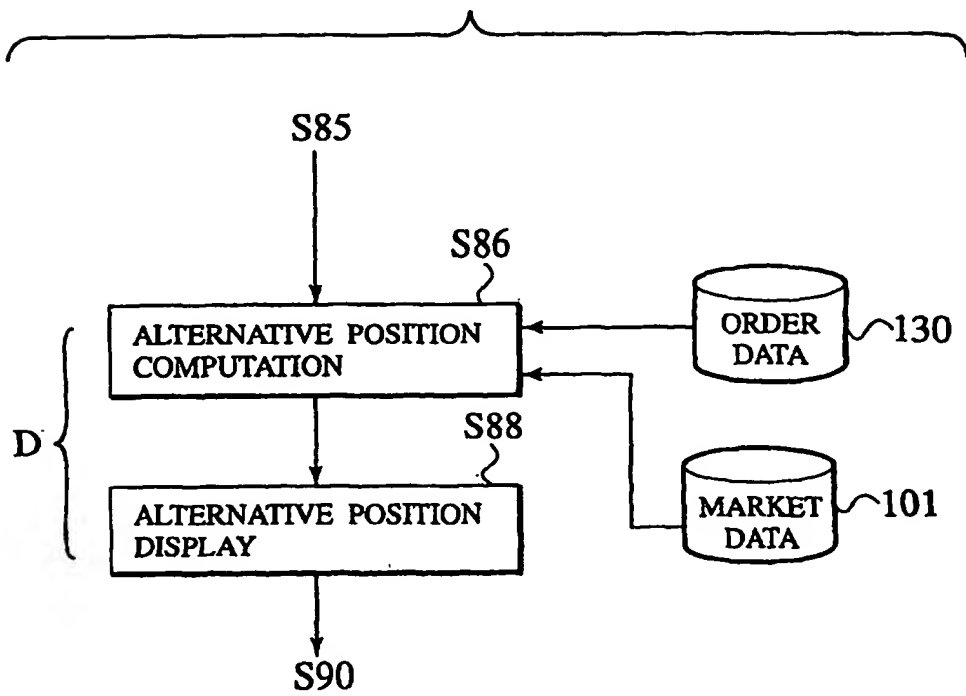 S85
S86
ALTERNATIVE POSITION
COMPUTATION
ORDER
DATA
130
D
S88
ALTERNATIVE POSITION
DISPLAY
MARKET
DATA
101
S90